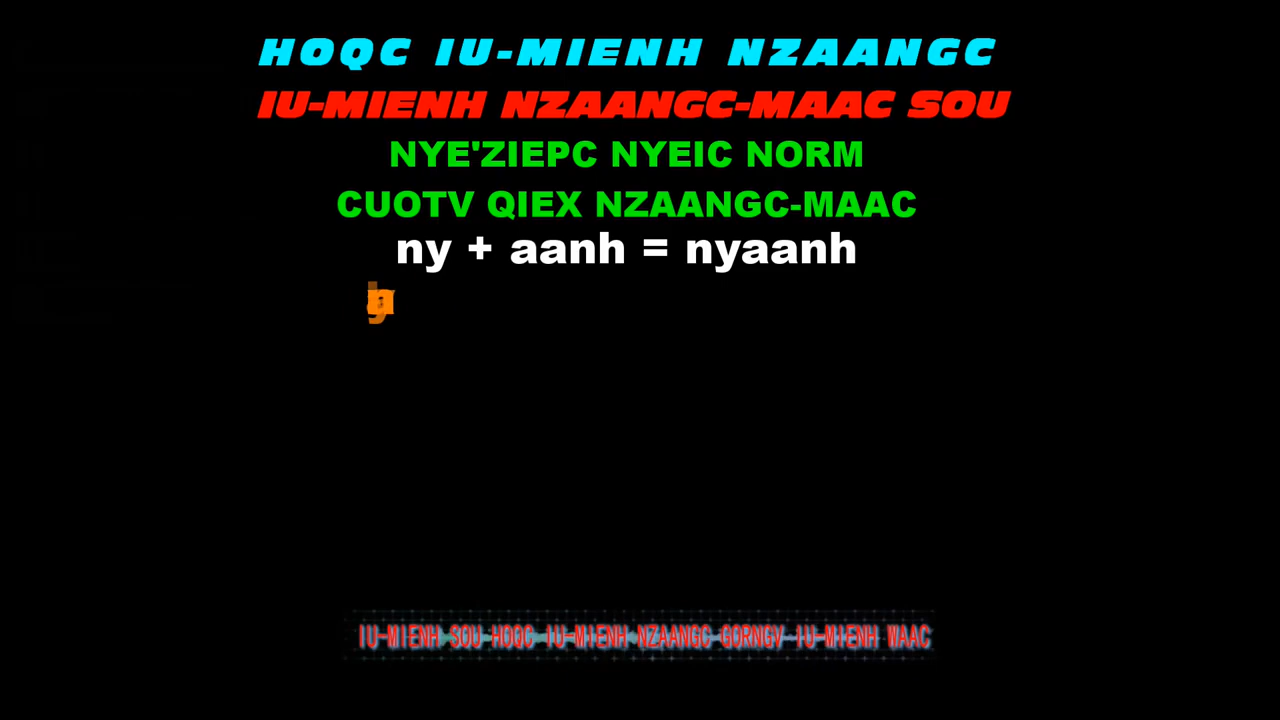 HOQC IU-MIENH NZAANGC
IU-MIENH NZAANGC-MAAC SOU
NYE'ZIEPC NYEIC NORM
CUOTV QIEX NZAANGC-MAAC
ny + aanh = nyaanh
IU-MIENH SOU HOQC IU-MIENH NZAANGC GORNGV IU-MIENH WAAC